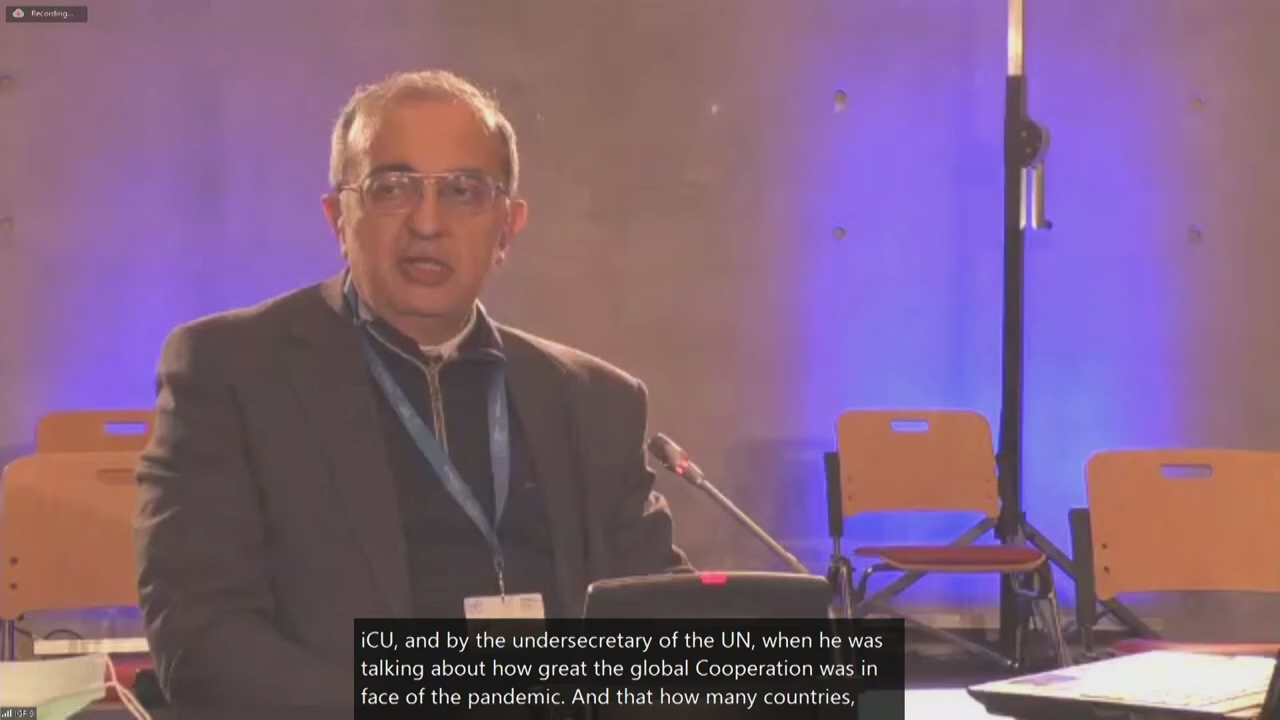 Recording...
iCU, and by the undersecretary of the UN, when he was
talking about how great the global Cooperation was in
face of the pandemic. And that how many countries,